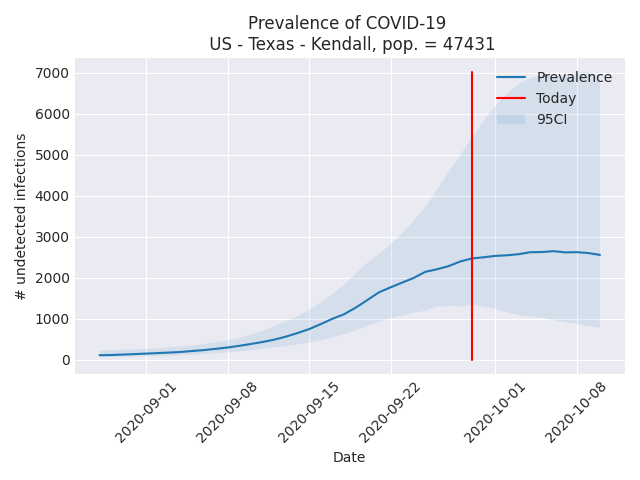 Prevalence of COVID-19
US - Texas - Kendall, pop. = 47431
7000
6000
5000
4000
3000
2000
1000
0
# undetected infections
Prevalence
Today
95CI
2020-09-01
2020-09-08
2020-09-15
2020-09-22
2020-10-01
2020-10-08
Date